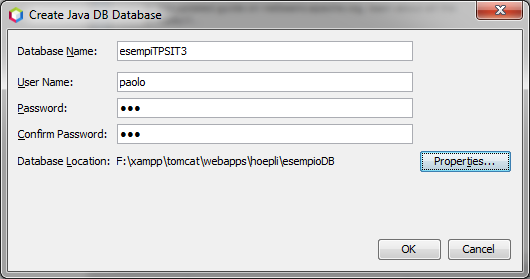 Create Java DB Database
Database Name: esempiTPSIT3
User Name: paolo
Password: ●●●
Confirm Password: ●●●
Database Location: F:\xampp\tomcat\webapps\hoepli\esempioDB Properties...
OK Cancel